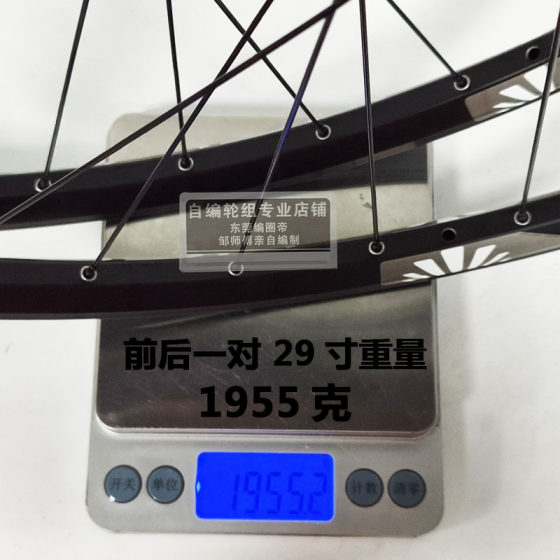 自编轮组专业店铺
东莞编圈帝
邹师傅亲自编制
前后一对 29 寸重量
1955 克
开关 单位 1955.2 计数 清零